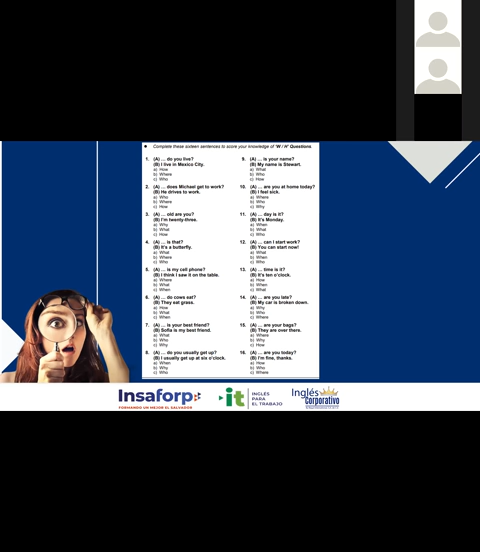 Complete these sixteen sentences to score your knowledge of 'W / H' Questions.
1. (A) ... do you live?
(B) I live in Mexico City.
a) How
b) Where
c) Who
2. (A) ... does Michael get to work?
(B) He drives to work.
a) Who
b) Where
c) How
3. (A) ... old are you?
(B) I'm twenty-three.
a) Why
b) What
c) How
4. (A) ... is that?
(B) It's a butterfly.
a) What
b) Where
c) Who
5. (A) ... is my cell phone?
(B) I think I saw it on the table.
a) Where
b) What
c) When
6. (A) ... do cows eat?
(B) They eat grass.
a) How
b) What
c) When
7. (A) ... is your best friend?
(B) Sofia is my best friend.
a) What
b) Who
c) Why
8. (A) ... do you usually get up?
(B) I usually get up at six o'clock.
a) When
b) Why
c) Who
9. (A) ... is your name?
(B) My name is Stewart.
a) What
b) Who
c) How
10. (A) ... are you at home today?
(B) I feel sick.
a) Where
b) Who
c) Why
11. (A) ... day is it?
(B) It's Monday.
a) When
b) What
c) Who
12. (A) ... can I start work?
(B) You can start now!
a) What
b) When
c) Who
13. (A) ... time is it?
(B) It's ten o'clock.
a) How
b) When
c) What
14. (A) ... are you late?
(B) My car is broken down.
a) Why
b) Who
c) Where
15. (A) ... are your bags?
(B) They are over there.
a) Where
b) Why
c) How
16. (A) ... are you today?
(B) I'm fine, thanks.
a) How
b) Who
c) Where
Insaforp
FORMANDO UN MEJOR EL SALVADOR
it
INGLÉS
PARA
EL TRABAJO
Inglés
Corporativo